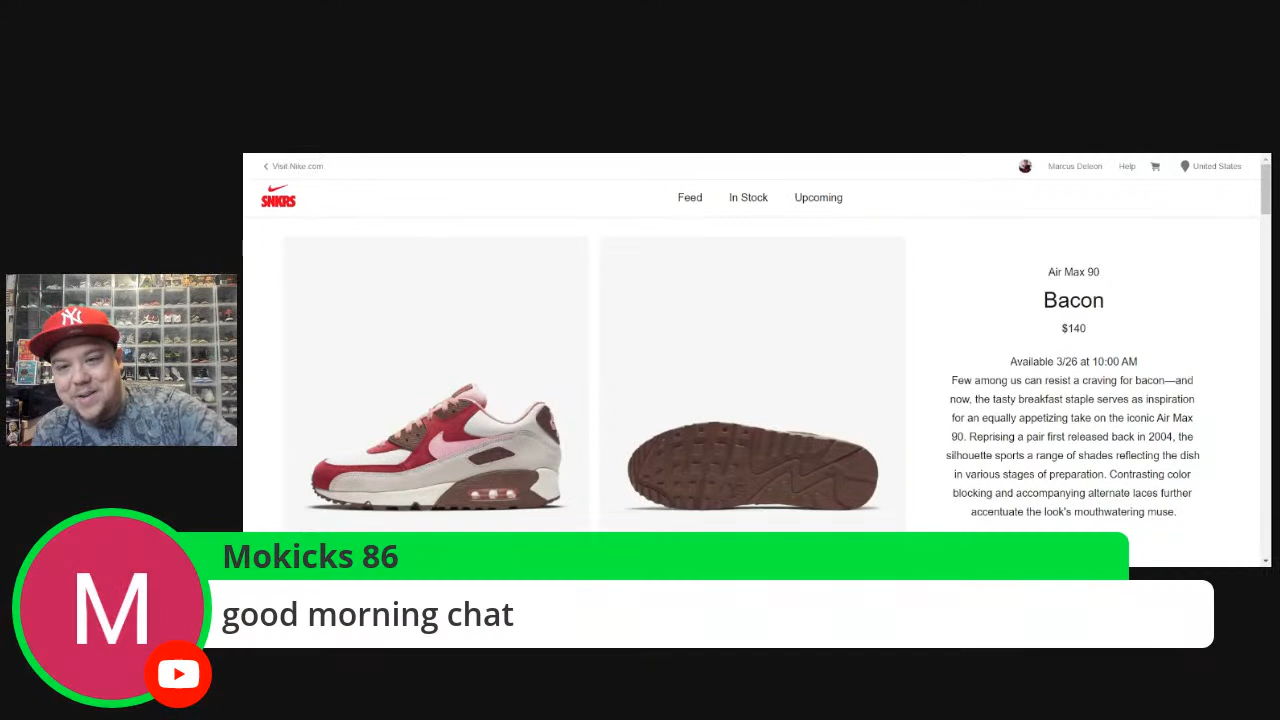 Visit Nike.com
Marcus Deleon
Help
United States
SNKRS
Feed
In Stock
Upcoming
NY
Air Max 90
Bacon
$140
Available 3/26 at 10:00 AM
Few among us can resist a craving for bacon—and
now, the tasty breakfast staple serves as inspiration
for an equally appetizing take on the iconic Air Max
90. Reprising a pair first released back in 2004, the
silhouette sports a range of shades reflecting the dish
in various stages of preparation. Contrasting color
blocking and accompanying alternate laces further
accentuate the look's mouthwatering muse.
M
Mokicks 86
good morning chat